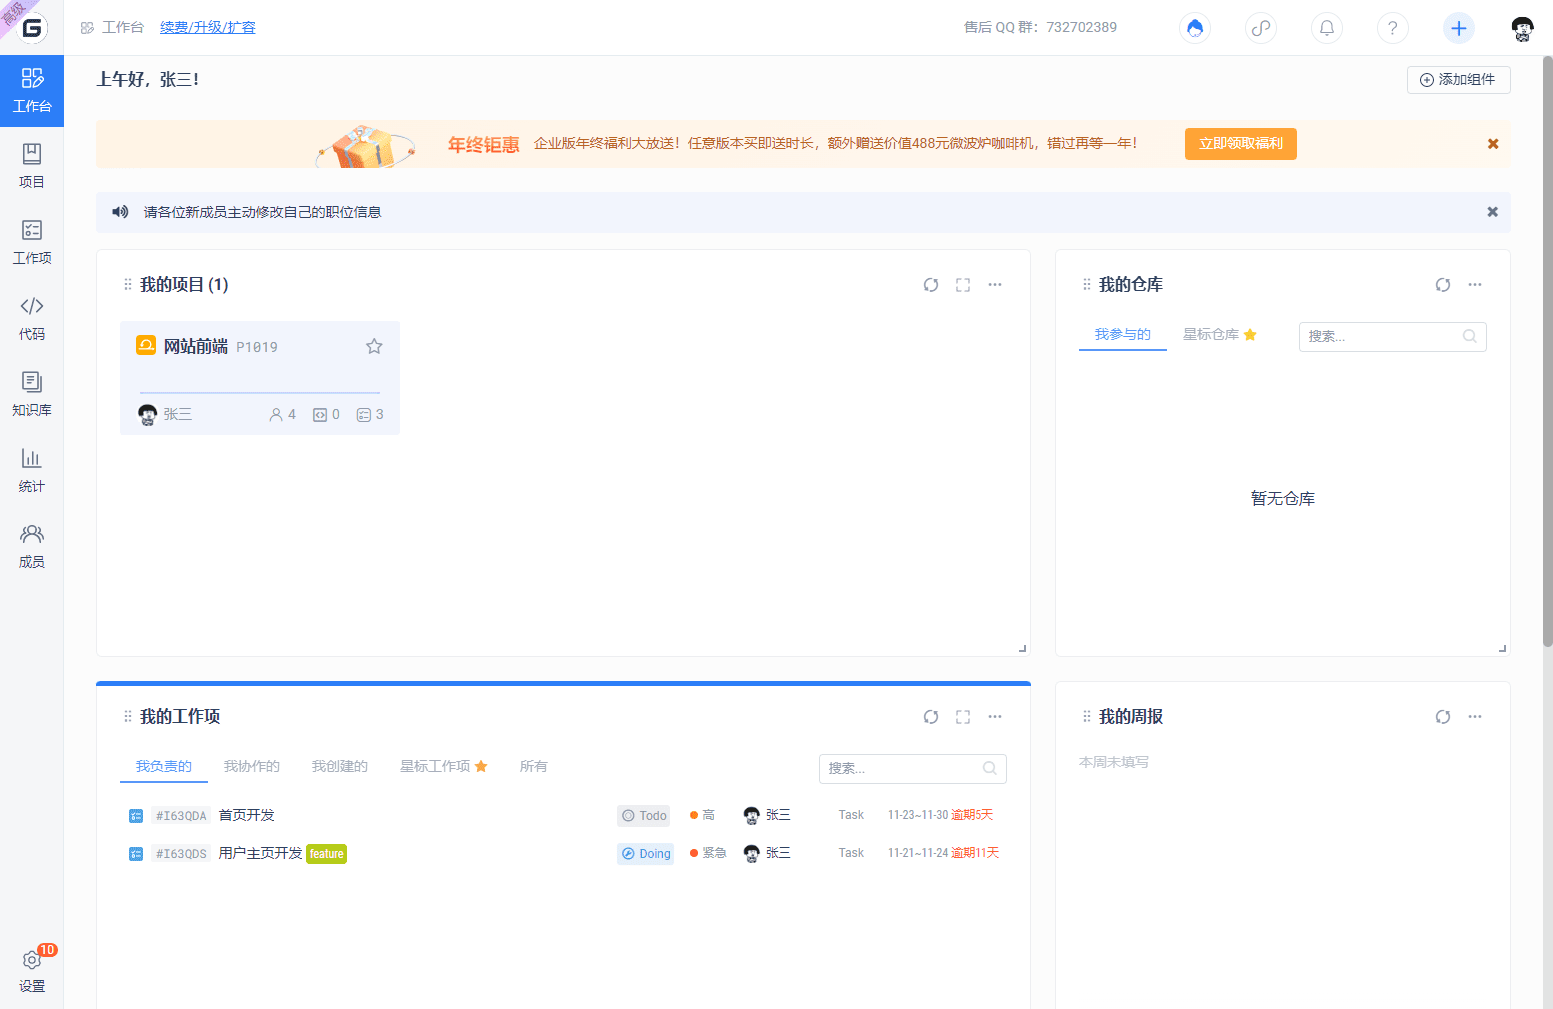 高级
工作台 续费/升级/扩容 售后 QQ 群：732702389
工作台
项目
工作项
代码
知识库
统计
成员
10
设置
上午好，张三！
添加组件
年终钜惠 企业版年终福利大放送！任意版本买即送时长，额外赠送价值488元微波炉咖啡机，错过再等一年！ 立即领取福利
请各位新成员主动修改自己的职位信息
我的项目 (1)
网站前端 P1019
张三 4 0 3
我的仓库
我参与的 星标仓库 搜索...
暂无仓库
我的工作项
我负责的 我协作的 我创建的 星标工作项 所有 搜索...
#I63QDA 首页开发 Todo 高 张三 Task 11-23~11-30 逾期5天
#I63QDS 用户主页开发 feature Doing 紧急 张三 Task 11-21~11-24 逾期11天
我的周报
本周未填写